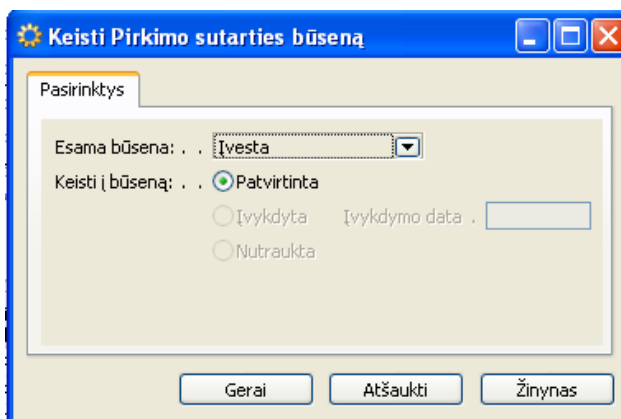 Keisti Pirkimo sutarties būseną
Pasirinktys
Esama būsena: . . Įvesta
Keisti į būseną: . . Patvirtinta
Įvykdyta Įvykdymo data .
Nutraukta
Gerai Atšaukti Žinynas